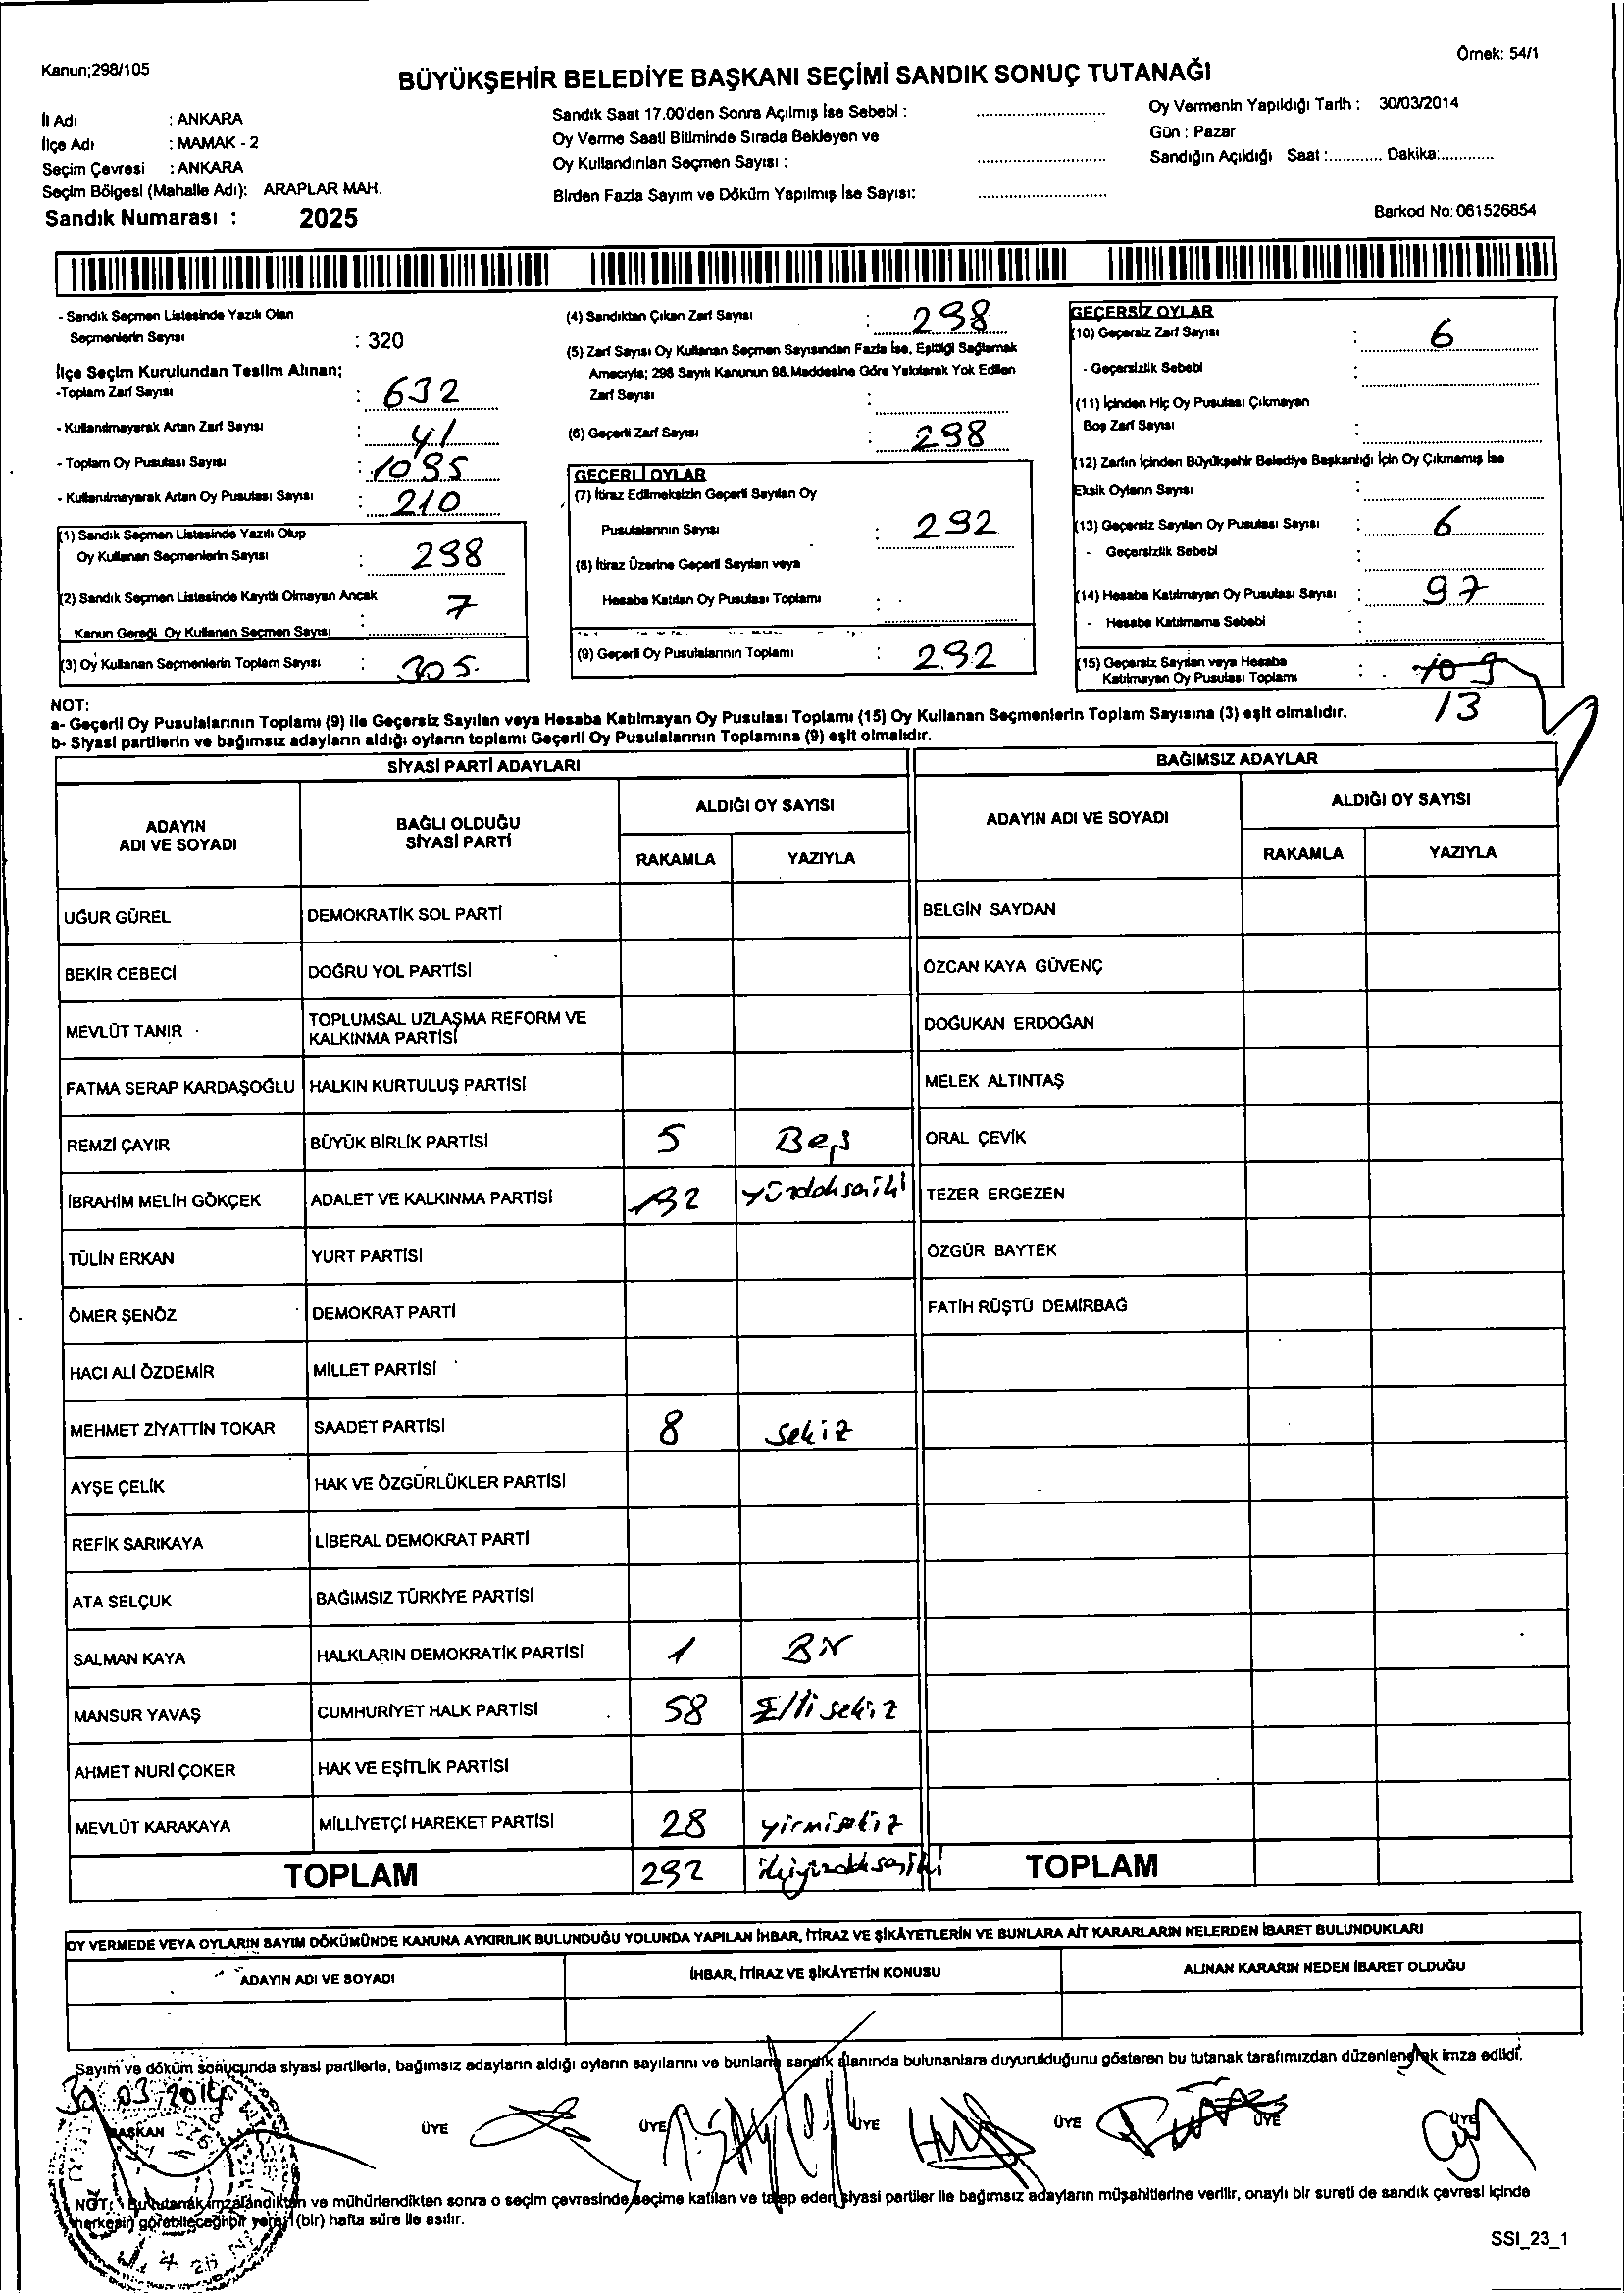 Kanun;298/105
Örnek: 54/1
BÜYÜKŞEHİR BELEDİYE BAŞKANI SEÇİMİ SANDIK SONUÇ TUTANAĞI
İl Adı : ANKARA
İlçe Adı : MAMAK - 2
Seçim Çevresi : ANKARA
Seçim Bölgesi (Mahalle Adı): ARAPLAR MAH.
Sandık Numarası : 2025
Sandık Saat 17.00'den Sonra Açılmış İse Sebebi :
Oy Verme Saati Bitiminde Sırada Bekleyen ve
Oy Kullandırılan Seçmen Sayısı :
Birden Fazla Sayım ve Döküm Yapılmış İse Sayısı:
Oy Vermenin Yapıldığı Tarih : 30/03/2014
Gün : Pazar
Sandığın Açıldığı Saat :............ Dakika:............
Barkod No: 061526854
- Sandık Seçmen Listesinde Yazılı Olan
Seçmenlerin Sayısı : 320
İlçe Seçim Kurulundan Teslim Alınan;
-Toplam Zarf Sayısı : 632
- Kullanılmayarak Artan Zarf Sayısı : 41
- Toplam Oy Pusulası Sayısı : 1095
- Kullanılmayarak Artan Oy Pusulası Sayısı : 210
(1) Sandık Seçmen Listesinde Yazılı Olup
Oy Kullanan Seçmenlerin Sayısı : 298
(2) Sandık Seçmen Listesinde Kayıtlı Olmayan Ancak
Kanun Gereği Oy Kullanan Seçmen Sayısı : 7
(3) Oy Kullanan Seçmenlerin Toplam Sayısı : 305.
(4) Sandıktan Çıkan Zarf Sayısı : 298
(5) Zarf Sayısı Oy Kullanan Seçmen Sayısından Fazla İse, Eşitliği Sağlamak
Amacıyla; 298 Sayılı Kanunun 98.Maddesine Göre Yakılarak Yok Edilen
Zarf Sayısı :
(6) Geçerli Zarf Sayısı : 298
GEÇERLİ OYLAR
(7) İtiraz Edilmeksizin Geçerli Sayılan Oy
Pusulalarının Sayısı : 292
(8) İtiraz Üzerine Geçerli Sayılan veya
Hesaba Katılan Oy Pusulası Toplamı :
(9) Geçerli Oy Pusulalarının Toplamı : 292
GEÇERSİZ OYLAR
(10) Geçersiz Zarf Sayısı : 6
- Geçersizlik Sebebi :
(11) İçinden Hiç Oy Pusulası Çıkmayan
Boş Zarf Sayısı :
(12) Zarfın İçinden Büyükşehir Belediye Başkanlığı İçin Oy Çıkmamış İse
Eksik Oyların Sayısı :
(13) Geçersiz Sayılan Oy Pusulası Sayısı : 6
- Geçersizlik Sebebi :
(14) Hesaba Katılmayan Oy Pusulası Sayısı : 97
- Hesaba Katılmama Sebebi :
(15) Geçersiz Sayılan veya Hesaba
Katılmayan Oy Pusulası Toplamı : 109
13
NOT:
a- Geçerli Oy Pusulalarının Toplamı (9) ile Geçersiz Sayılan veya Hesaba Katılmayan Oy Pusulası Toplamı (15) Oy Kullanan Seçmenlerin Toplam Sayısına (3) eşit olmalıdır.
b- Siyasi partilerin ve bağımsız adayların aldığı oyların toplamı Geçerli Oy Pusulalarının Toplamına (9) eşit olmalıdır.
SİYASİ PARTİ ADAYLARI
BAĞIMSIZ ADAYLAR
ADAYIN
ADI VE SOYADI
BAĞLI OLDUĞU
SİYASİ PARTİ
ALDIĞI OY SAYISI
RAKAMLA YAZIYLA
ADAYIN ADI VE SOYADI
ALDIĞI OY SAYISI
RAKAMLA YAZIYLA
UĞUR GÜREL DEMOKRATİK SOL PARTİ BELGİN SAYDAN
BEKİR CEBECİ DOĞRU YOL PARTİSİ ÖZCAN KAYA GÜVENÇ
MEVLÜT TANIR TOPLUMSAL UZLAŞMA REFORM VE
KALKINMA PARTİSİ DOĞUKAN ERDOĞAN
FATMA SERAP KARDAŞOĞLU HALKIN KURTULUŞ PARTİSİ MELEK ALTINTAŞ
REMZİ ÇAYIR BÜYÜK BİRLİK PARTİSİ 5 Beş ORAL ÇEVİK
İBRAHİM MELİH GÖKÇEK ADALET VE KALKINMA PARTİSİ 192 yüzdoksaniki TEZER ERGEZEN
TÜLİN ERKAN YURT PARTİSİ ÖZGÜR BAYTEK
ÖMER ŞENÖZ DEMOKRAT PARTİ FATİH RÜŞTÜ DEMİRBAĞ
HACI ALİ ÖZDEMİR MİLLET PARTİSİ
MEHMET ZİYATTİN TOKAR SAADET PARTİSİ 8 sekiz
AYŞE ÇELİK HAK VE ÖZGÜRLÜKLER PARTİSİ
REFİK SARIKAYA LİBERAL DEMOKRAT PARTİ
ATA SELÇUK BAĞIMSIZ TÜRKİYE PARTİSİ
SALMAN KAYA HALKLARIN DEMOKRATİK PARTİSİ 1 Bir
MANSUR YAVAŞ CUMHURİYET HALK PARTİSİ 58 Elli sekiz
AHMET NURİ ÇOKER HAK VE EŞİTLİK PARTİSİ
MEVLÜT KARAKAYA MİLLİYETÇİ HAREKET PARTİSİ 28 yirmisekiz
TOPLAM 292 ikiyüzdoksaniki TOPLAM
OY VERMEDE VEYA OYLARIN SAYIM DÖKÜMÜNDE KANUNA AYKIRILIK BULUNDUĞU YOLUNDA YAPILAN İHBAR, İTİRAZ VE ŞİKÂYETLERİN VE BUNLARA AİT KARARLARIN NELERDEN İBARET BULUNDUKLARI
ADAYIN ADI VE SOYADI İHBAR, İTİRAZ VE ŞİKÂYETİN KONUSU ALINAN KARARIN NEDEN İBARET OLDUĞU
Sayım ve döküm sonucunda siyasi partilerle, bağımsız adayların aldığı oyların sayılarını ve bunların sandık alanında bulunanlara duyurulduğunu gösteren bu tutanak tarafımızdan düzenlenerek imza edildi.
30.03.2014
BAŞKAN ÜYE ÜYE ÜYE ÜYE ÜYE ÜYE
NOT: Bu tutanak imzalandıktan ve mühürlendikten sonra o seçim çevresinde seçime katılan ve talep eden siyasi partiler ile bağımsız adayların müşahitlerine verilir, onaylı bir sureti de sandık çevresi içinde
herkesin görebileceği bir yere 1 (bir) hafta süre ile asılır.
SSI_23_1